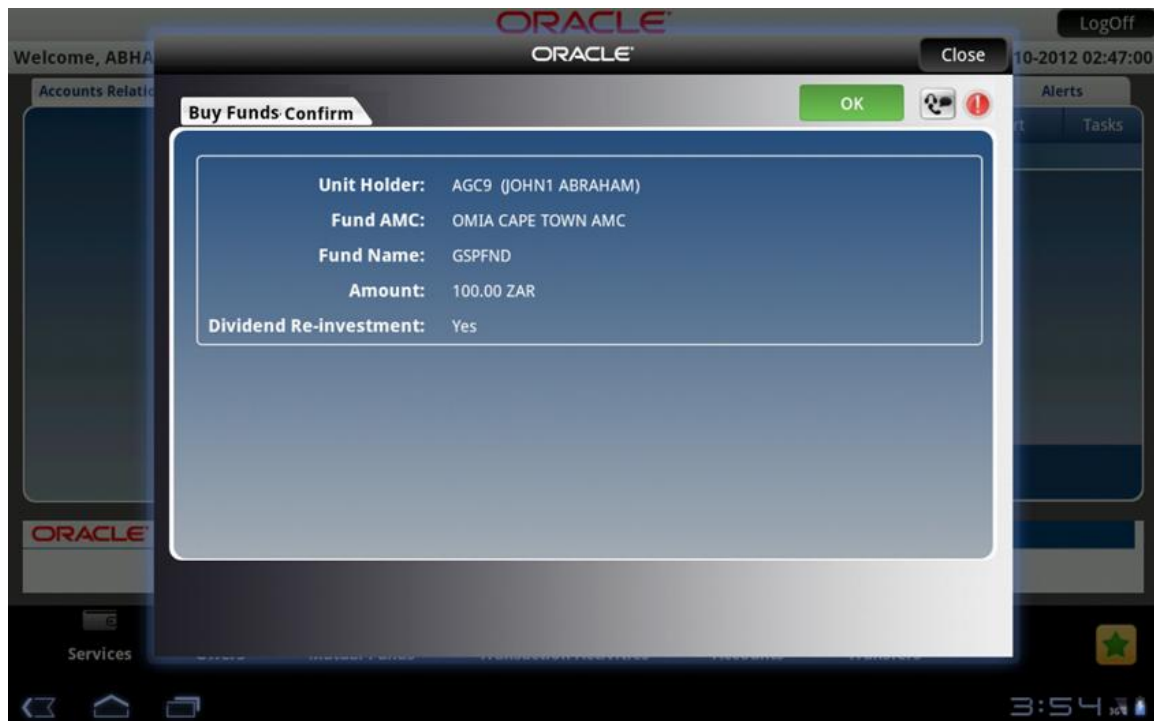 ORACLE
LogOff
ORACLE
Close
Welcome, ABHA
10-2012 02:47:00
Accounts Relatio
Alerts
Buy Funds Confirm
OK
Tasks
Unit Holder: AGC9 (JOHN1 ABRAHAM)
Fund AMC: OMIA CAPE TOWN AMC
Fund Name: GSPFND
Amount: 100.00 ZAR
Dividend Re-investment: Yes
ORACLE
Services
3:54